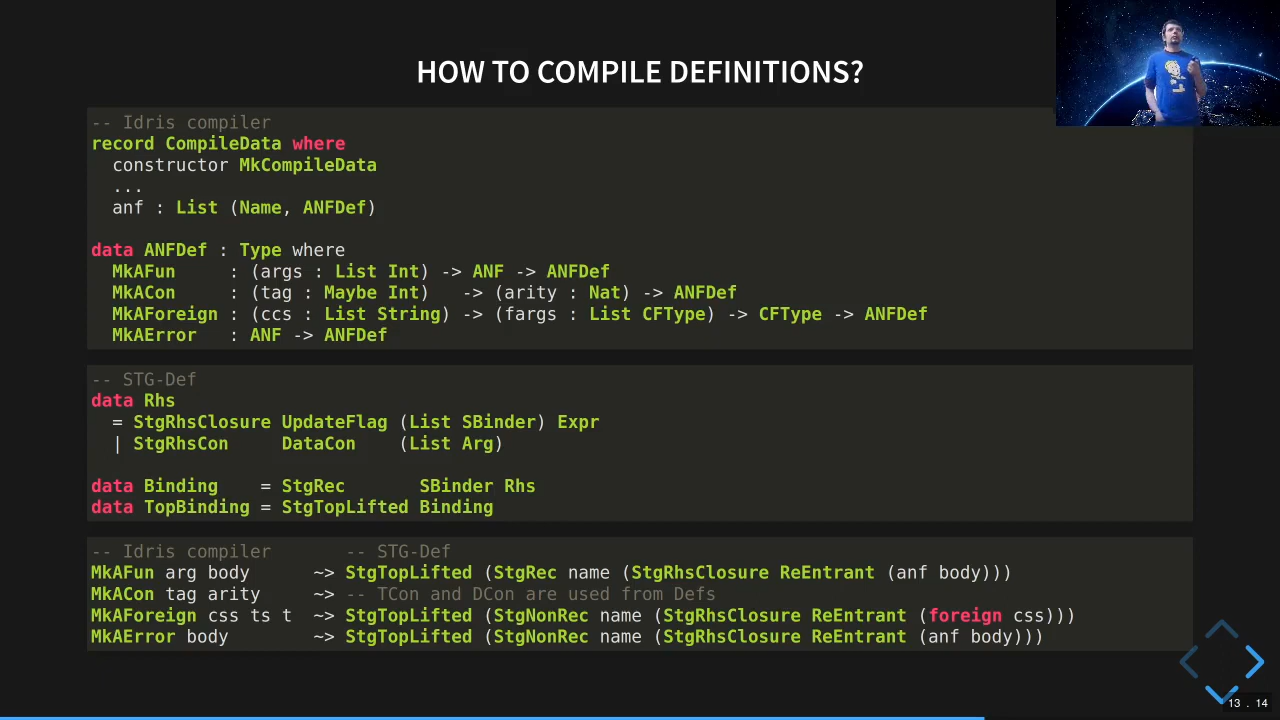 HOW TO COMPILE DEFINITIONS?
-- Idris compiler
record CompileData where
constructor MkCompileData
...
anf : List (Name, ANFDef)
data ANFDef : Type where
MkAFun : (args : List Int) -> ANF -> ANFDef
MkACon : (tag : Maybe Int) -> (arity : Nat) -> ANFDef
MkAForeign : (ccs : List String) -> (fargs : List CFType) -> CFType -> ANFDef
MkAError : ANF -> ANFDef
-- STG-Def
data Rhs
= StgRhsClosure UpdateFlag (List SBinder) Expr
| StgRhsCon DataCon (List Arg)
data Binding = StgRec SBinder Rhs
data TopBinding = StgTopLifted Binding
-- Idris compiler -- STG-Def
MkAFun arg body ~> StgTopLifted (StgRec name (StgRhsClosure ReEntrant (anf body)))
MkACon tag arity ~> -- TCon and DCon are used from Defs
MkAForeign css ts t ~> StgTopLifted (StgNonRec name (StgRhsClosure ReEntrant (foreign css)))
MkAError body ~> StgTopLifted (StgNonRec name (StgRhsClosure ReEntrant (anf body)))
13 . 14